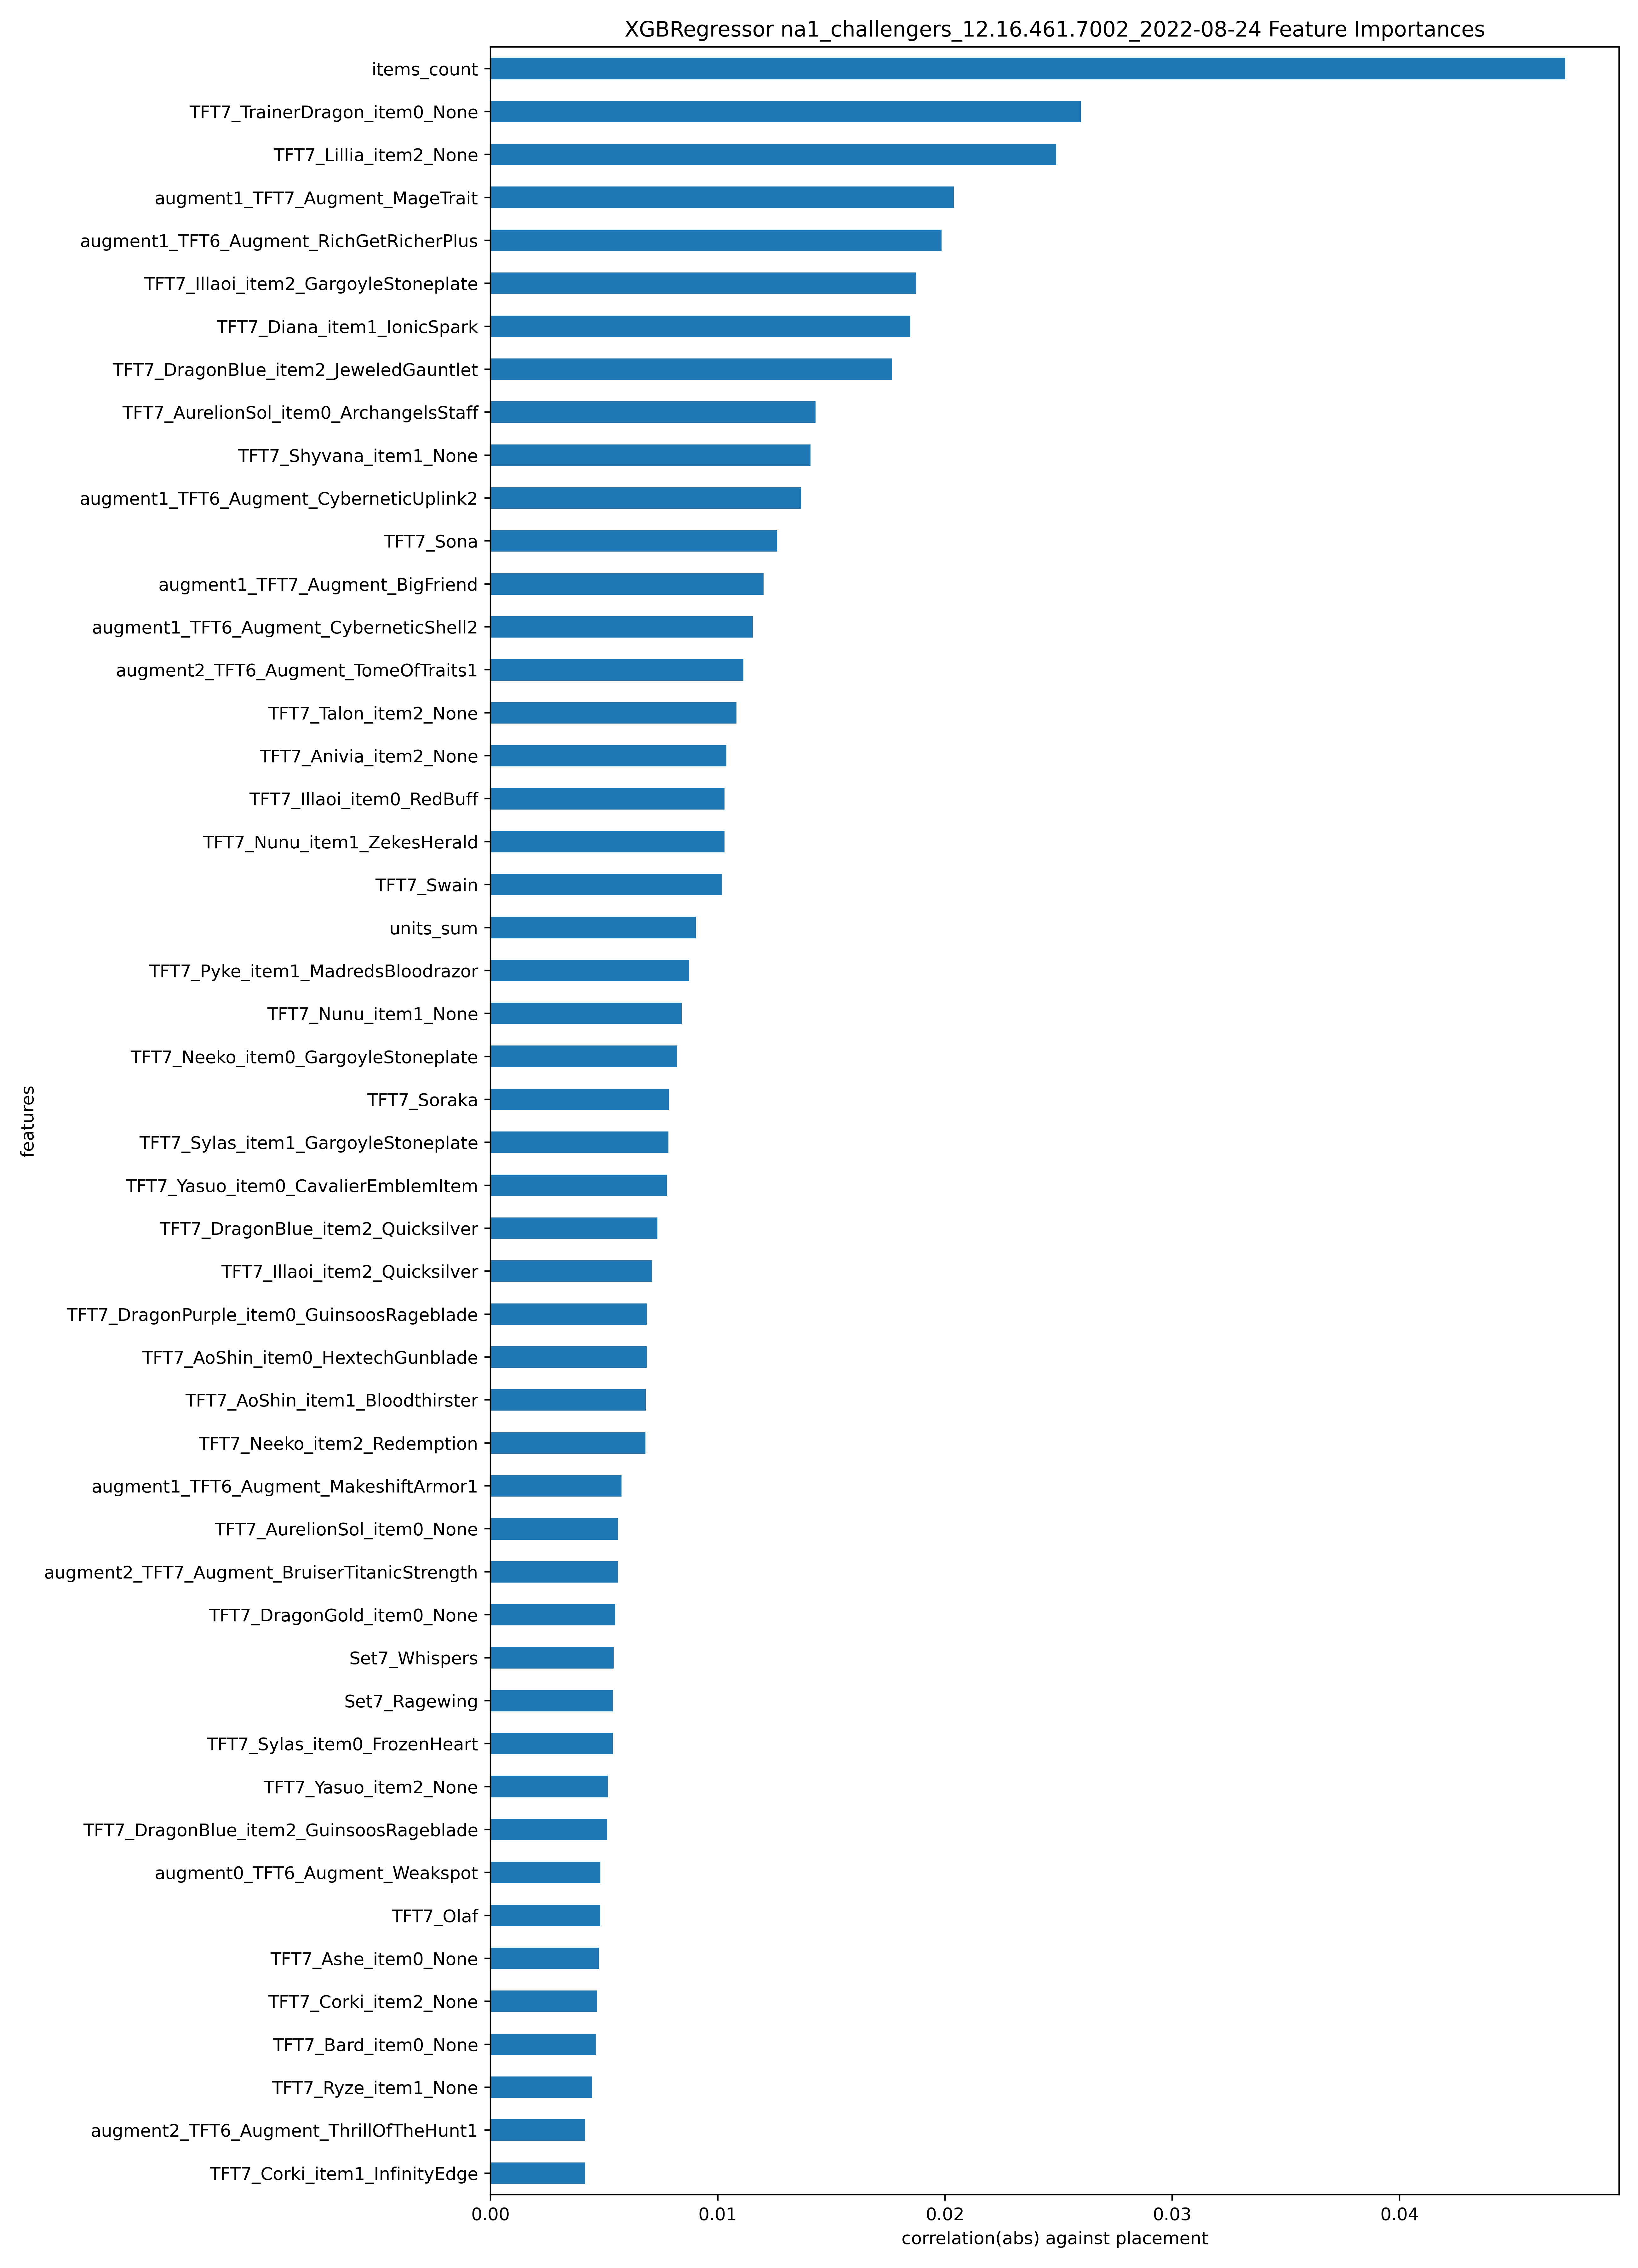 XGBRegressor na1_challengers_12.16.461.7002_2022-08-24 Feature Importances
items_count
TFT7_TrainerDragon_item0_None
TFT7_Lillia_item2_None
augment1_TFT7_Augment_MageTrait
augment1_TFT6_Augment_RichGetRicherPlus
TFT7_Illaoi_item2_GargoyleStoneplate
TFT7_Diana_item1_IonicSpark
TFT7_DragonBlue_item2_JeweledGauntlet
TFT7_AurelionSol_item0_ArchangelsStaff
TFT7_Shyvana_item1_None
augment1_TFT6_Augment_CyberneticUplink2
TFT7_Sona
augment1_TFT7_Augment_BigFriend
augment1_TFT6_Augment_CyberneticShell2
augment2_TFT6_Augment_TomeOfTraits1
TFT7_Talon_item2_None
TFT7_Anivia_item2_None
TFT7_Illaoi_item0_RedBuff
TFT7_Nunu_item1_ZekesHerald
TFT7_Swain
units_sum
TFT7_Pyke_item1_MadredsBloodrazor
TFT7_Nunu_item1_None
TFT7_Neeko_item0_GargoyleStoneplate
TFT7_Soraka
TFT7_Sylas_item1_GargoyleStoneplate
TFT7_Yasuo_item0_CavalierEmblemItem
TFT7_DragonBlue_item2_Quicksilver
TFT7_Illaoi_item2_Quicksilver
TFT7_DragonPurple_item0_GuinsoosRageblade
TFT7_AoShin_item0_HextechGunblade
TFT7_AoShin_item1_Bloodthirster
TFT7_Neeko_item2_Redemption
augment1_TFT6_Augment_MakeshiftArmor1
TFT7_AurelionSol_item0_None
augment2_TFT7_Augment_BruiserTitanicStrength
TFT7_DragonGold_item0_None
Set7_Whispers
Set7_Ragewing
TFT7_Sylas_item0_FrozenHeart
TFT7_Yasuo_item2_None
TFT7_DragonBlue_item2_GuinsoosRageblade
augment0_TFT6_Augment_Weakspot
TFT7_Olaf
TFT7_Ashe_item0_None
TFT7_Corki_item2_None
TFT7_Bard_item0_None
TFT7_Ryze_item1_None
augment2_TFT6_Augment_ThrillOfTheHunt1
TFT7_Corki_item1_InfinityEdge
features
0.00 0.01 0.02 0.03 0.04
correlation(abs) against placement